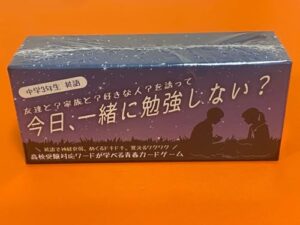 中学3年生 英語
友達と？家族と？好きな人？を誘って
今日、一緒に勉強しない？
英語で神経衰弱、めくるドキドキ、覚えるワクワク
高校受験対応ワードが学べる青春カードゲーム